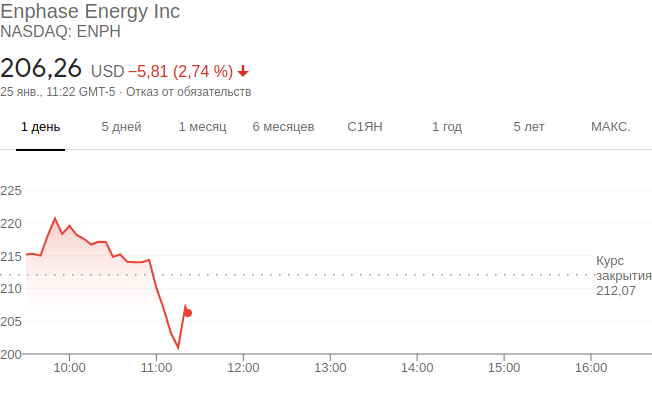 Enphase Energy Inc
NASDAQ: ENPH
206,26 USD −5,81 (2,74 %)
25 янв., 11:22 GMT-5 · Отказ от обязательств
1 день 5 дней 1 месяц 6 месяцев С1ЯН 1 год 5 лет МАКС.
225
220
215
210
205
200
Курс
закрытия
212,07
10:00 11:00 12:00 13:00 14:00 15:00 16:00